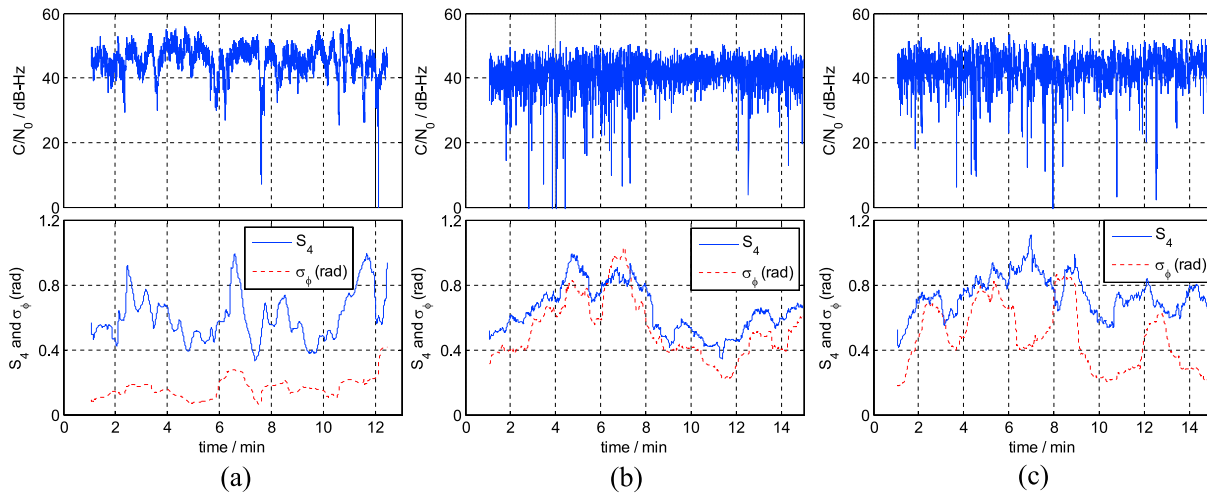 60
40
20
0
C/N0 / dB-Hz
1.2
0.8
0.4
0
S4 and σϕ (rad)
S4
σϕ (rad)
0 2 4 6 8 10 12
time / min
(a)
60
40
20
0
C/N0 / dB-Hz
1.2
0.8
0.4
0
S4 and σϕ (rad)
S4
σϕ (rad)
0 2 4 6 8 10 12 14
time / min
(b)
60
40
20
0
C/N0 / dB-Hz
1.2
0.8
0.4
0
S4 and σϕ (rad)
S4
σϕ (rad)
0 2 4 6 8 10 12 14
time / min
(c)